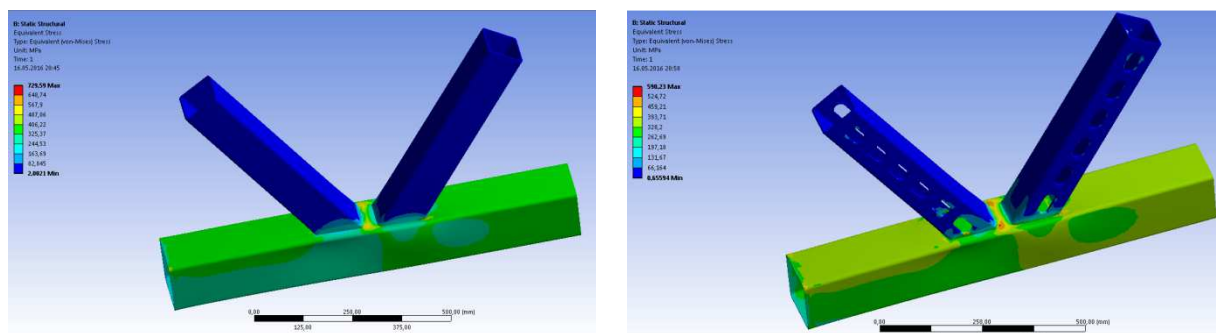 B: Static Structural
Equivalent Stress
Type: Equivalent (von-Mises) Stress
Unit: MPa
Time: 1
16.05.2016 20:45
729,59 Max
648,74
567,9
487,06
406,22
325,37
244,53
163,69
82,845
2,0021 Min
0,00
250,00
500,00 (mm)
125,00
375,00
B: Static Structural
Equivalent Stress
Type: Equivalent (von-Mises) Stress
Unit: MPa
Time: 1
16.05.2016 20:50
590,23 Max
524,72
459,21
393,71
328,2
262,69
197,18
131,67
66,164
0,65594 Min
0,00
250,00
500,00 (mm)